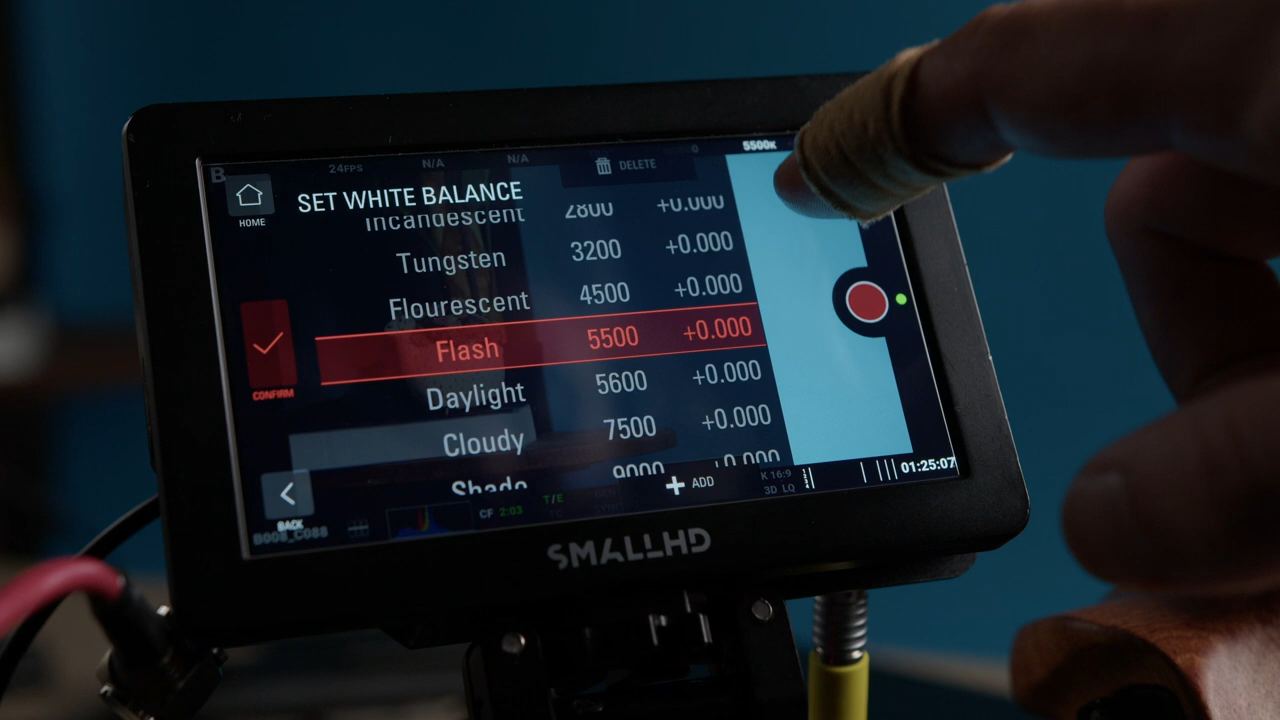 B 24FPS N/A N/A DELETE 0 5500K
HOME
SET WHITE BALANCE
Incandescent 2800 +0.000
Tungsten 3200 +0.000
Flourescent 4500 +0.000
Flash 5500 +0.000
CONFIRM
Daylight 5600 +0.000
Cloudy 7500 +0.000
Shade 9000 +0.000
ADD
K 16:9
3D LQ
01:25:07
BACK
B008_C088
CF 2:03
T/E
TC
SMALLHD